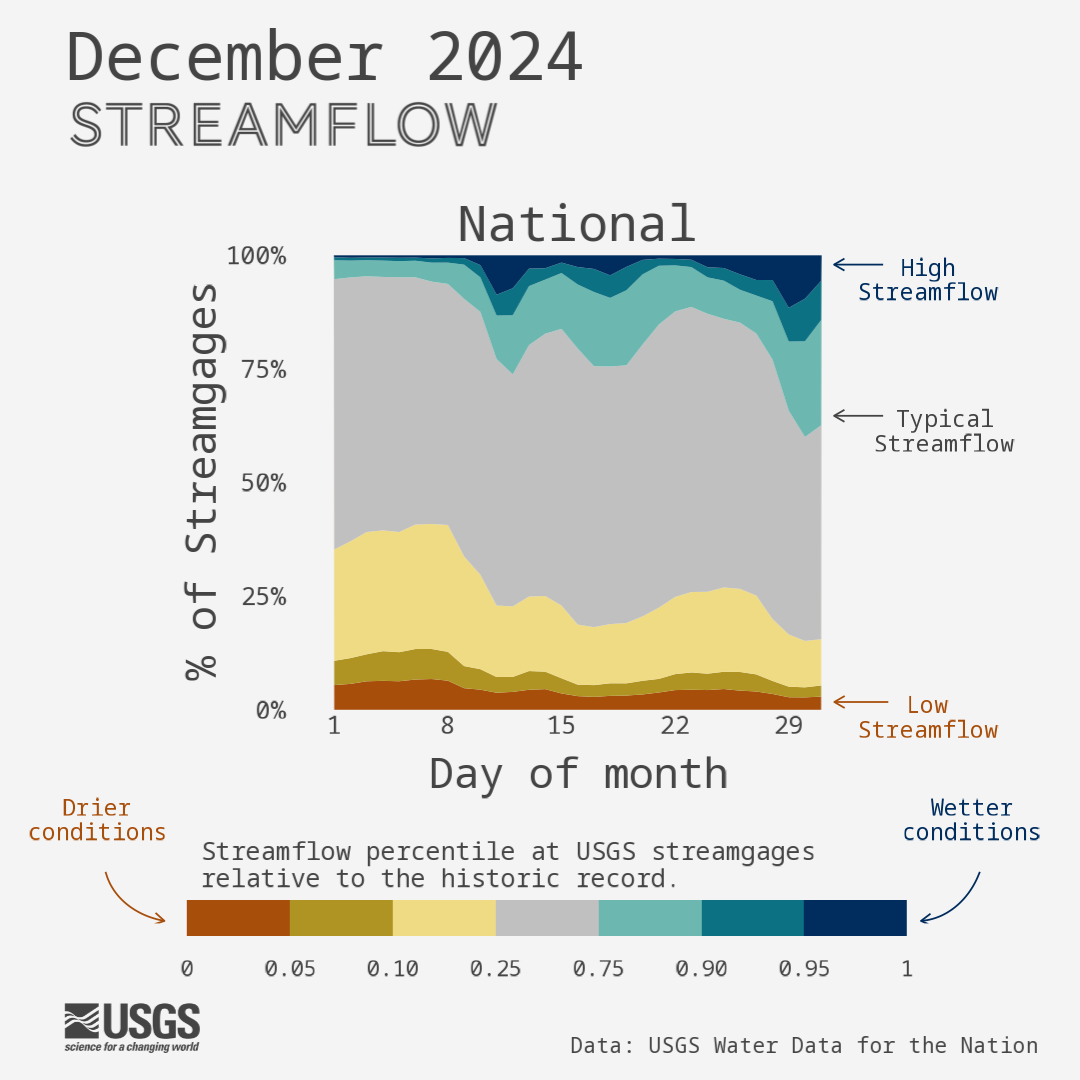 December 2024
STREAMFLOW
National
% of Streamgages
100%
75%
50%
25%
0%
1 8 15 22 29
Day of month
High
Streamflow
Typical
Streamflow
Low
Streamflow
Drier
conditions
Wetter
conditions
Streamflow percentile at USGS streamgages
relative to the historic record.
0 0.05 0.10 0.25 0.75 0.90 0.95 1
USGS
science for a changing world
Data: USGS Water Data for the Nation